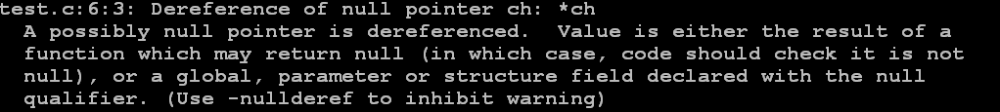 test.c:6:3: Dereference of null pointer ch: *ch
A possibly null pointer is dereferenced.  Value is either the result of a
function which may return null (in which case, code should check it is not
null), or a global, parameter or structure field declared with the null
qualifier. (Use -nullderef to inhibit warning)